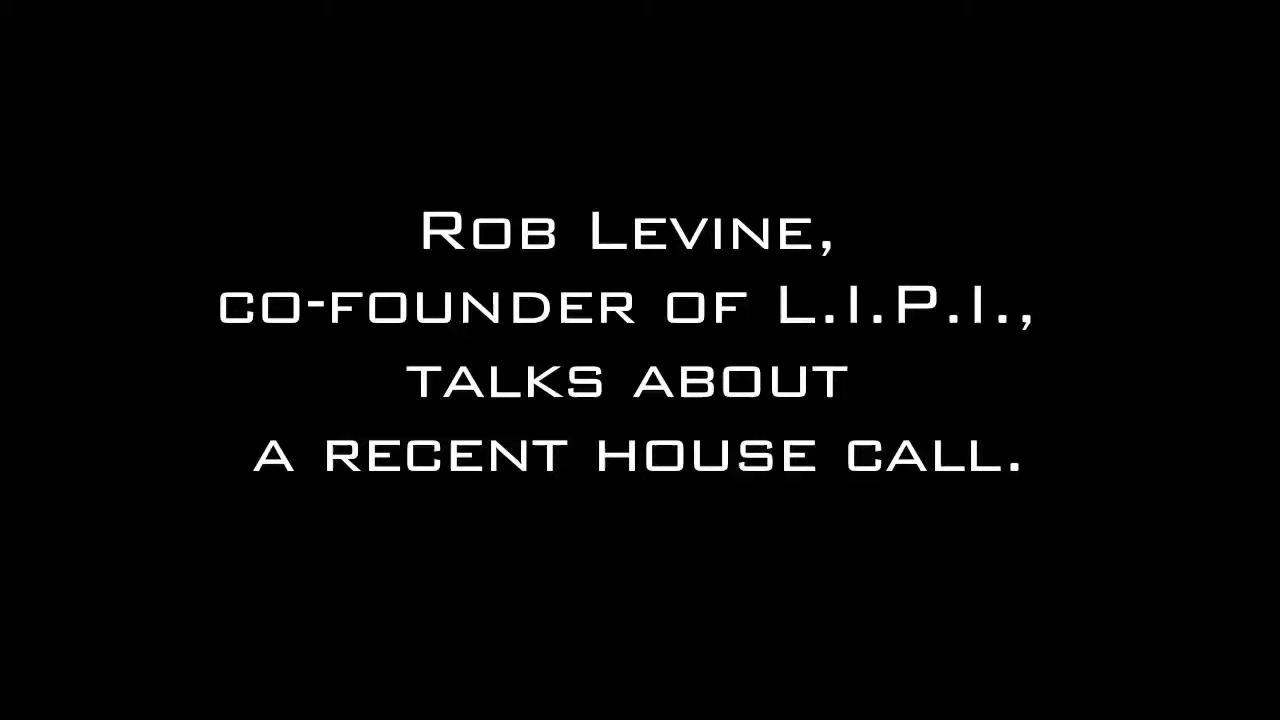 Rob Levine,
co-founder of L.I.P.I.,
talks about
a recent house call.